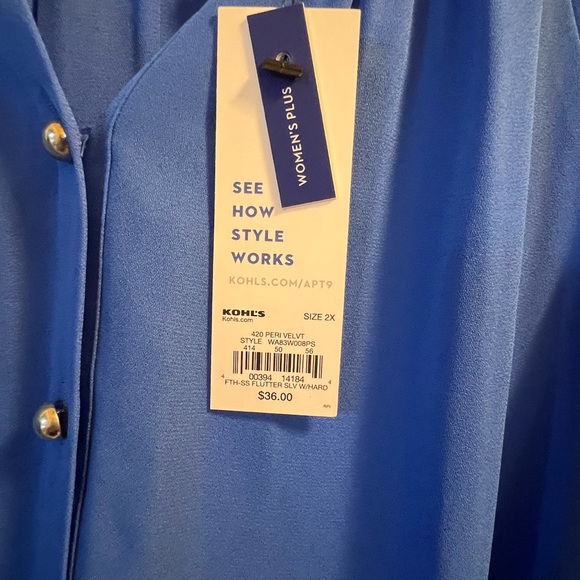 WOMEN'S PLUS
SEE
HOW
STYLE
WORKS
KOHLS.COM/APT9
KOHL'S
Kohls.com
SIZE 2X
420 PERI VELVT
STYLE WA83W008PS
414 50 56
4 00394 14184 4
FTH-SS FLUTTER SLV W/HARD
$36.00